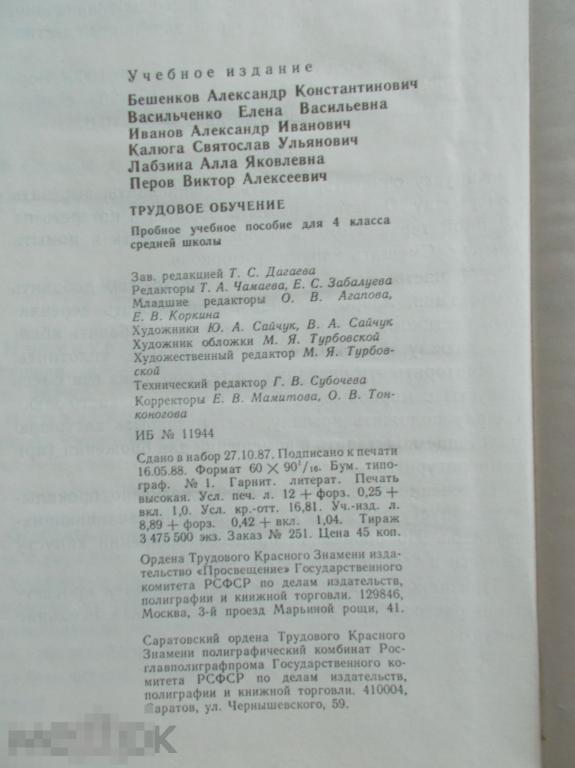 Учебное издание
Бешенков Александр Константинович
Васильченко Елена Васильевна
Иванов Александр Иванович
Калюга Святослав Ульянович
Лабзина Алла Яковлевна
Перов Виктор Алексеевич
ТРУДОВОЕ ОБУЧЕНИЕ
Пробное учебное пособие для 4 класса
средней школы
Зав. редакцией Т. С. Дагаева
Редакторы Т. А. Чамаева, Е. С. Забалуева
Младшие редакторы О. В. Агапова,
Е. В. Коркина
Художники Ю. А. Сайчук, В. А. Сайчук
Художник обложки М. Я. Турбовской
Художественный редактор М. Я. Турбов-
ской
Технический редактор Г. В. Субочева
Корректоры Е. В. Мамитова, О. В. Тон-
коногова
ИБ № 11944
Сдано в набор 27.10.87. Подписано к печати
16.05.88. Формат 60 × 90¹/₁₆. Бум. типо-
граф. № 1. Гарнит. литерат. Печать
высокая. Усл. печ. л. 12 + форз. 0,25 +
вкл. 1,0. Усл. кр.-отт. 16,81. Уч.-изд. л.
8,89 + форз. 0,42 + вкл. 1,04. Тираж
3 475 500 экз. Заказ № 251. Цена 45 коп.
Ордена Трудового Красного Знамени изда-
тельство «Просвещение» Государственного
комитета РСФСР по делам издательств,
полиграфии и книжной торговли. 129846,
Москва, 3-й проезд Марьиной рощи, 41.
Саратовский ордена Трудового Красного
Знамени полиграфический комбинат Рос-
главполиграфпрома Государственного ко-
митета РСФСР по делам издательств,
полиграфии и книжной торговли. 410004,
Саратов, ул. Чернышевского, 59.